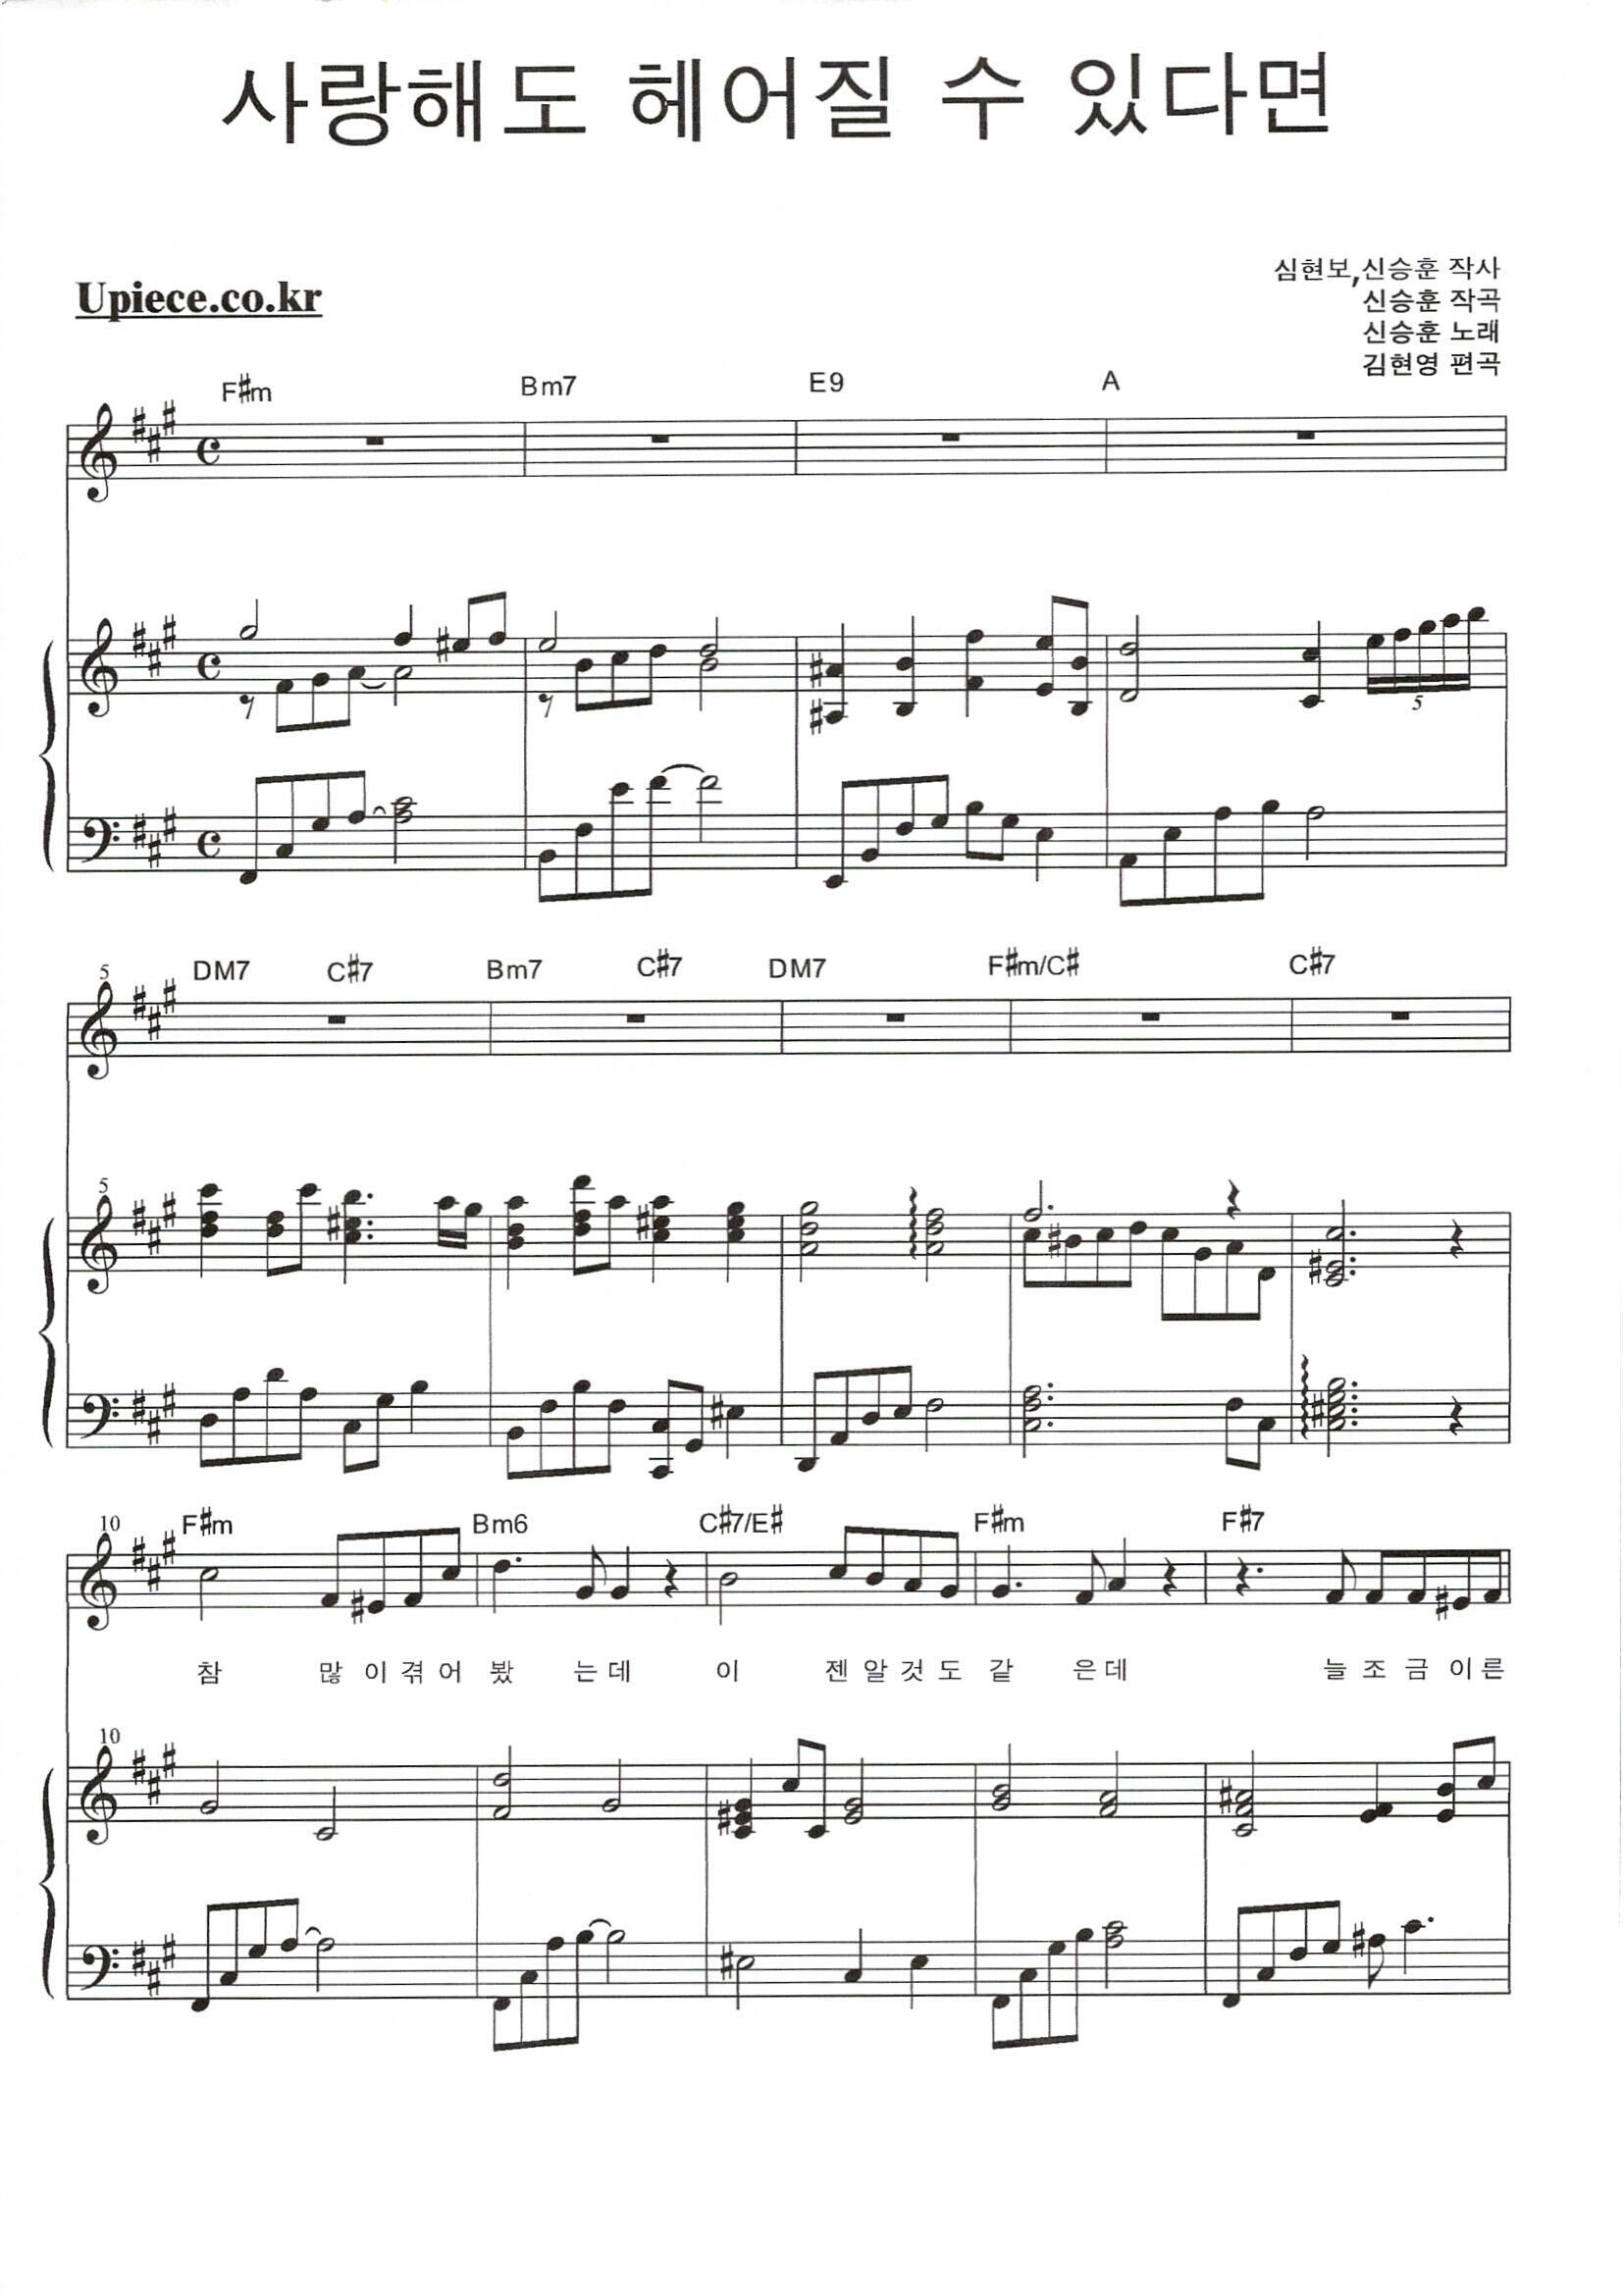 사랑해도 헤어질 수 있다면
Upiece.co.kr
심현보,신승훈 작사
신승훈 작곡
신승훈 노래
김현영 편곡
F#m Bm7 E9 A
5
5 DM7 C#7 Bm7 C#7 DM7 F#m/C# C#7
5
10 F#m Bm6 C#7/E# F#m F#7
참 많이겪어 봤 는데 이 젠알것도 같 은데 늘조금이른
10